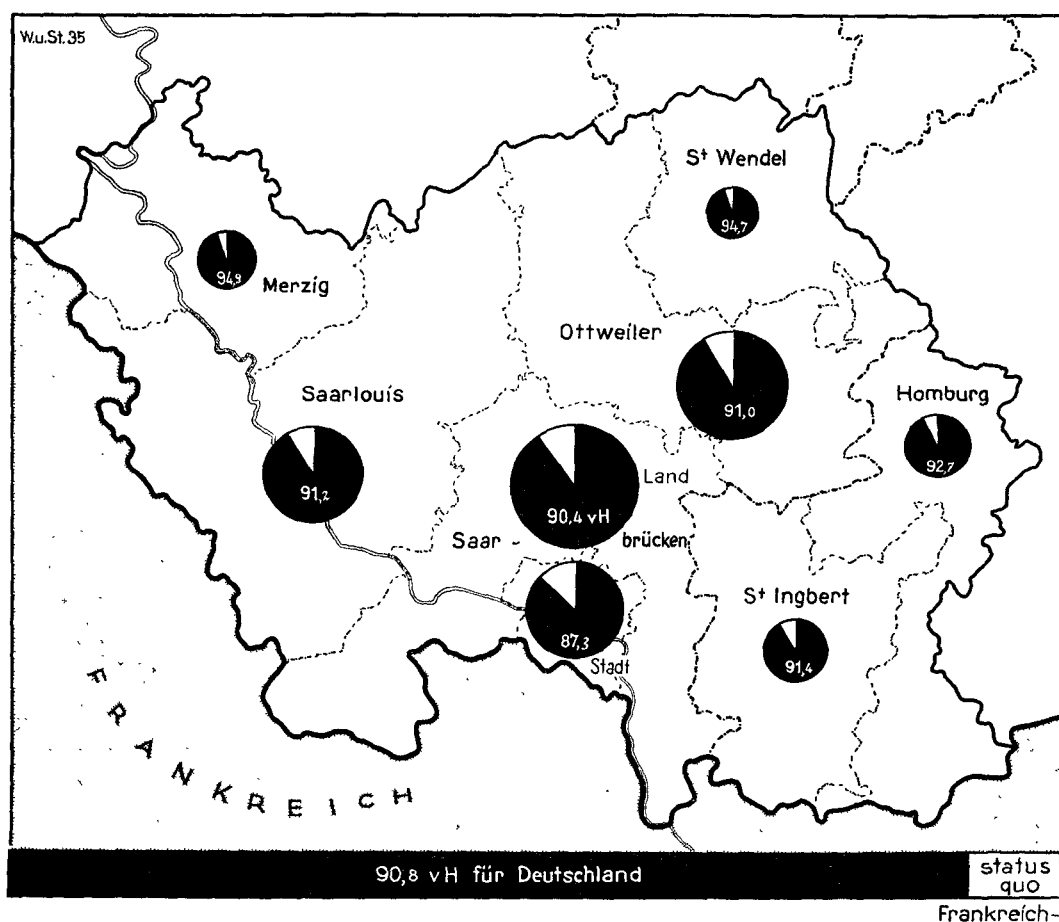 W.u.St.35
St Wendel
94,7
94,8
Merzig
Ottweiler
91,0
Saarlouis
Homburg
92,7
91,2
Land
90,4 vH
Saar - brücken
St Ingbert
87,3
Stadt
91,4
FRANKREICH
90,8 vH für Deutschland
status
quo
Frankreich-